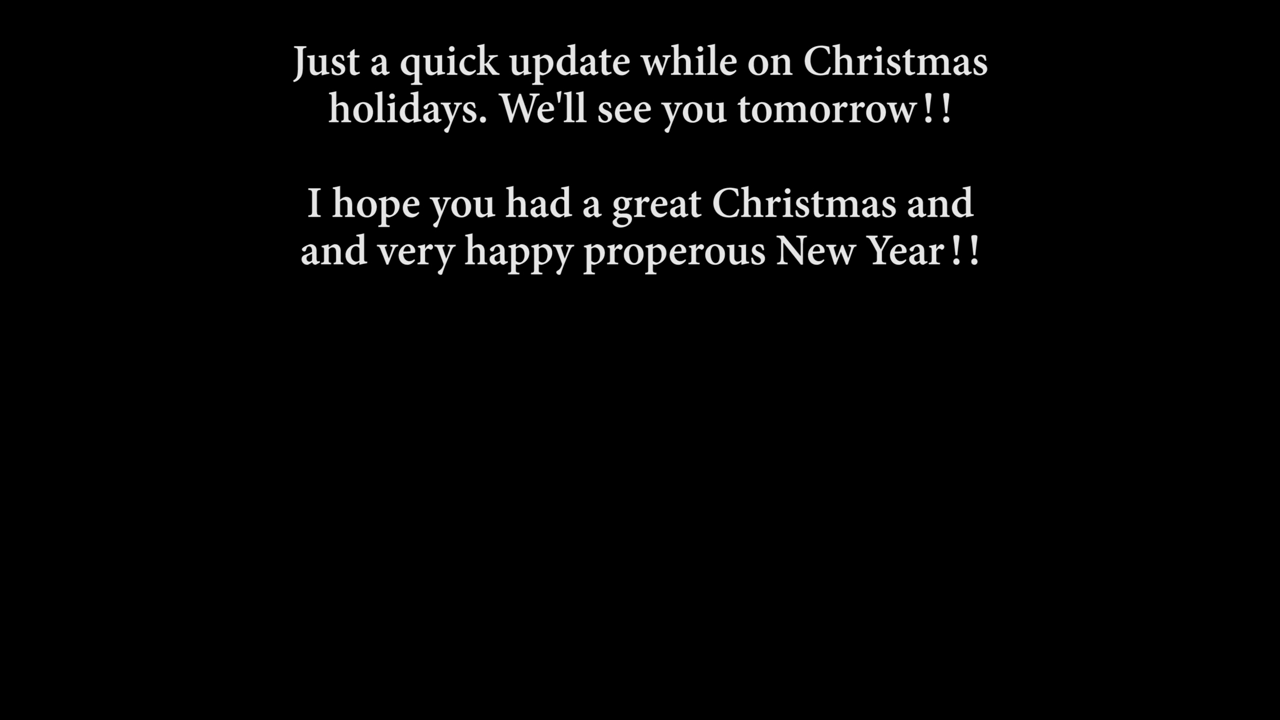 Just a quick update while on Christmas
holidays. We'll see you tomorrow!!
I hope you had a great Christmas and
and very happy properous New Year!!